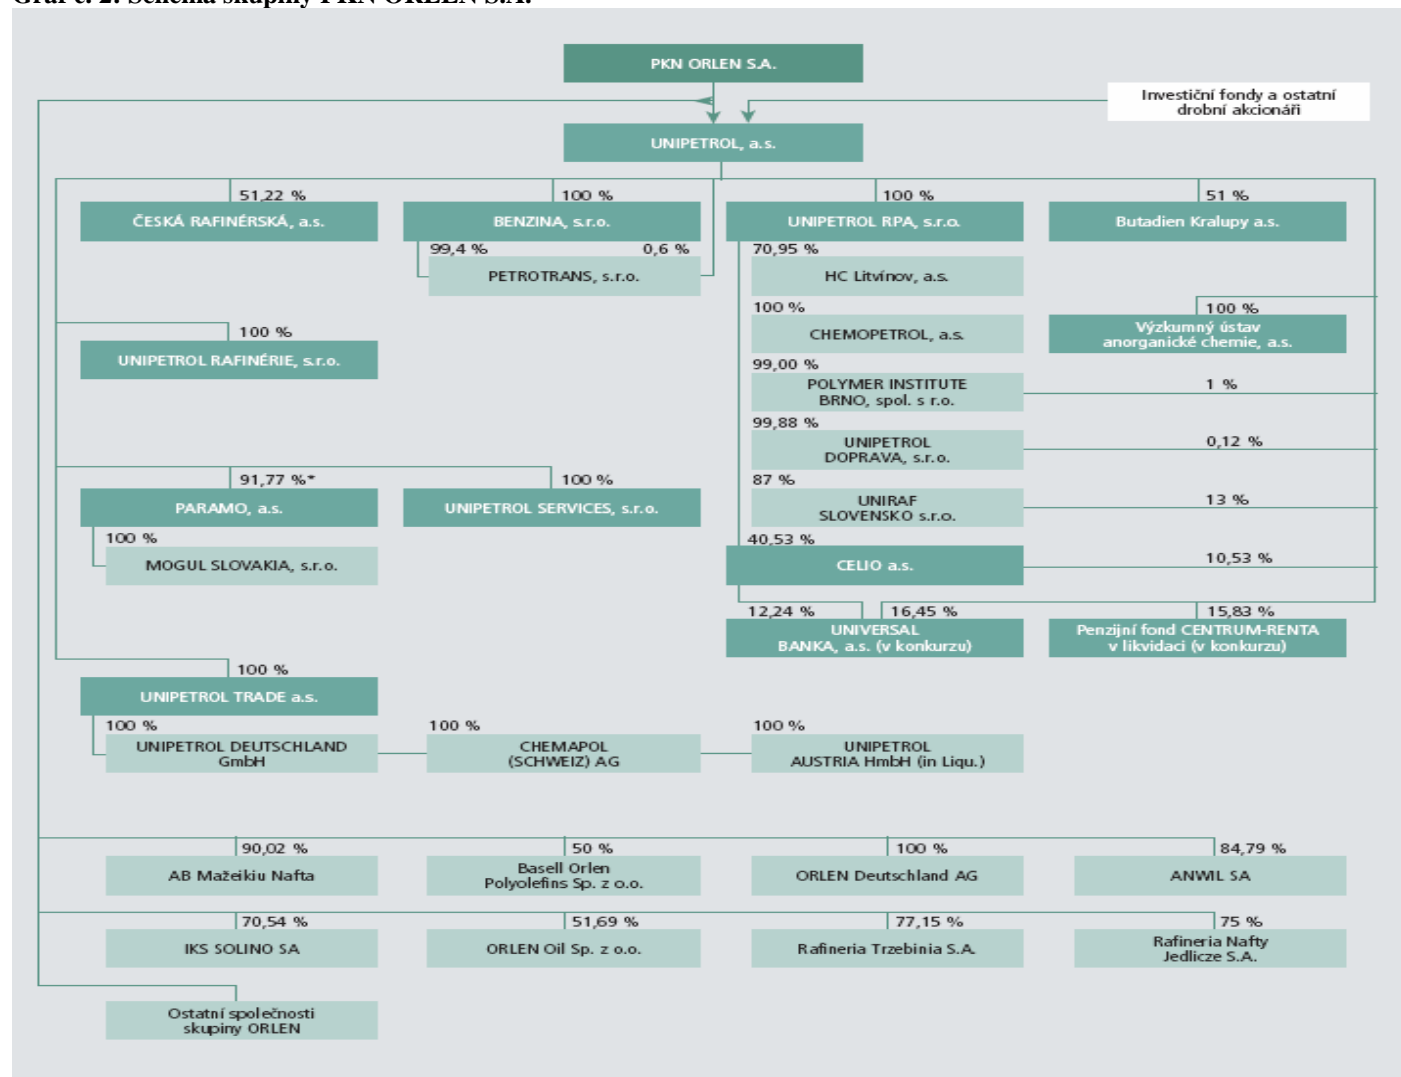 Graf č. 2: Schéma skupiny PKN ORLEN S.A.
PKN ORLEN S.A.
Investiční fondy a ostatní
drobní akcionáři
UNIPETROL, a.s.
51,22 %
100 %
100 %
51 %
ČESKÁ RAFINÉRSKÁ, a.s.
BENZINA, s.r.o.
UNIPETROL RPA, s.r.o.
Butadien Kralupy a.s.
99,4 %
0,6 %
70,95 %
PETROTRANS, s.r.o.
HC Litvínov, a.s.
100 %
100 %
100 %
CHEMOPETROL, a.s.
Výzkumný ústav
anorganické chemie, a.s.
UNIPETROL RAFINÉRIE, s.r.o.
99,00 %
POLYMER INSTITUTE
BRNO, spol. s r.o.
1 %
99,88 %
UNIPETROL
DOPRAVA, s.r.o.
0,12 %
91,77 %*
100 %
87 %
PARAMO, a.s.
UNIPETROL SERVICES, s.r.o.
UNIRAF
SLOVENSKO s.r.o.
13 %
100 %
MOGUL SLOVAKIA, s.r.o.
40,53 %
CELIO a.s.
10,53 %
12,24 %
16,45 %
15,83 %
UNIVERSAL
BANKA, a.s. (v konkurzu)
Penzijní fond CENTRUM-RENTA
v likvidaci (v konkurzu)
100 %
UNIPETROL TRADE a.s.
100 %
100 %
100 %
UNIPETROL DEUTSCHLAND
GmbH
CHEMAPOL
(SCHWEIZ) AG
UNIPETROL
AUSTRIA HmbH (in Liqu.)
90,02 %
50 %
100 %
84,79 %
AB Mažeikiu Nafta
Basell Orlen
Polyolefins Sp. z o.o.
ORLEN Deutschland AG
ANWIL SA
70,54 %
51,69 %
77,15 %
75 %
IKS SOLINO SA
ORLEN Oil Sp. z o.o.
Rafineria Trzebinia S.A.
Rafineria Nafty
Jedlicze S.A.
Ostatní společnosti
skupiny ORLEN